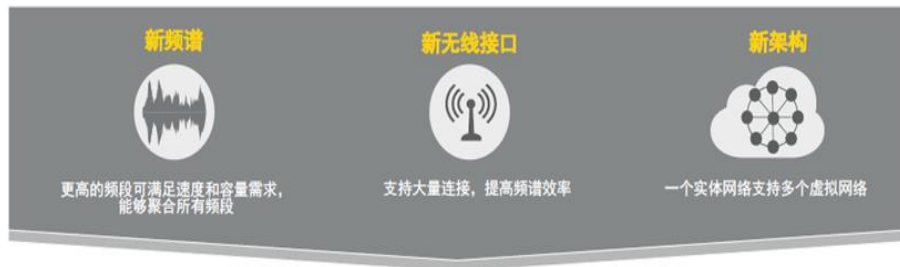 新频谱
新无线接口
新架构
更高的频段可满足速度和容量需求，
能够聚合所有频段
支持大量连接，提高频谱效率
一个实体网络支持多个虚拟网络